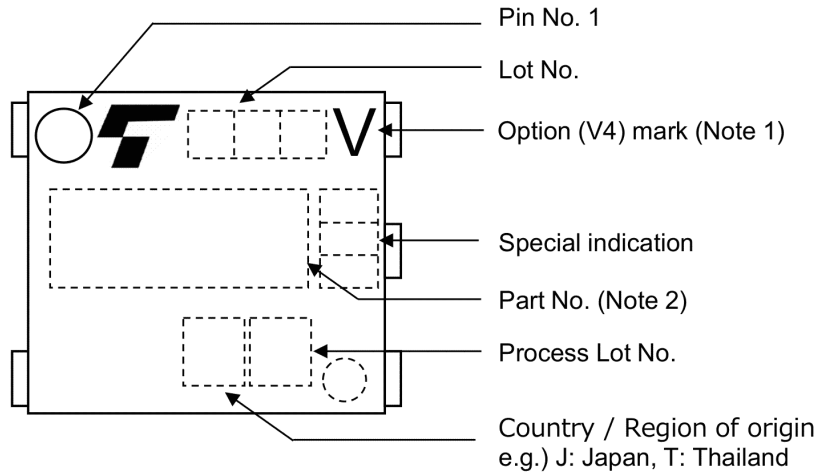 Pin No. 1
Lot No.
V
Option (V4) mark (Note 1)
Special indication
Part No. (Note 2)
Process Lot No.
Country / Region of origin
e.g.) J: Japan, T: Thailand